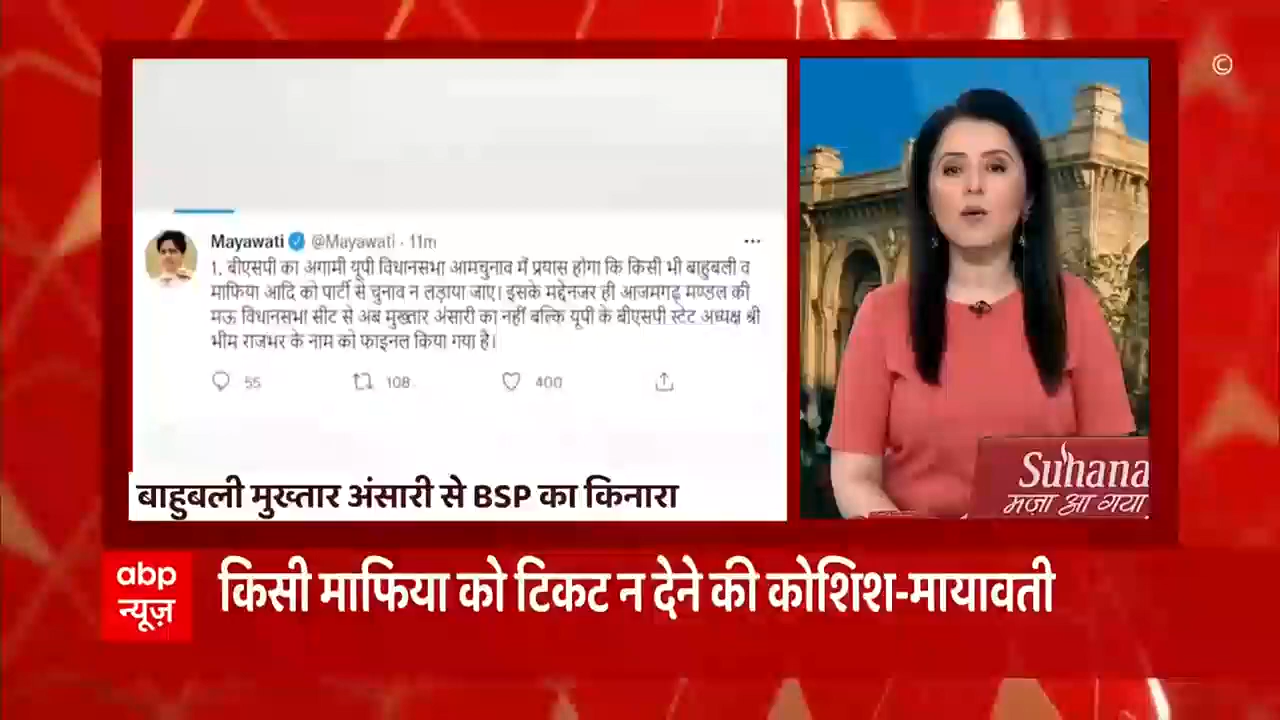 ©
Mayawati @Mayawati · 11m
1. बीएसपी का अगामी यूपी विधानसभा आमचुनाव में प्रयास होगा कि किसी भी बाहुबली व
माफिया आदि को पार्टी से चुनाव न लड़ाया जाए। इसके मद्देनजर ही आजमगढ़ मण्डल की
मऊ विधानसभा सीट से अब मुख्तार अंसारी का नहीं बल्कि यूपी के बीएसपी स्टेट अध्यक्ष श्री
भीम राजभर के नाम को फाइनल किया गया है।
55 108 400
बाहुबली मुख्तार अंसारी से BSP का किनारा
Suhana
मज़ा आ गया
abp
न्यूज़
किसी माफिया को टिकट न देने की कोशिश-मायावती